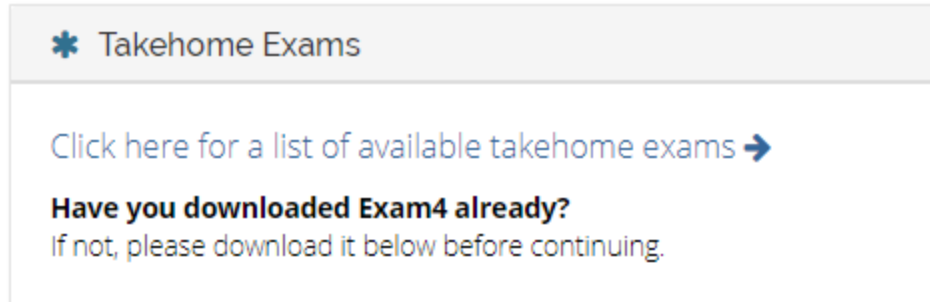 Takehome Exams
Click here for a list of available takehome exams
Have you downloaded Exam4 already?
If not, please download it below before continuing.